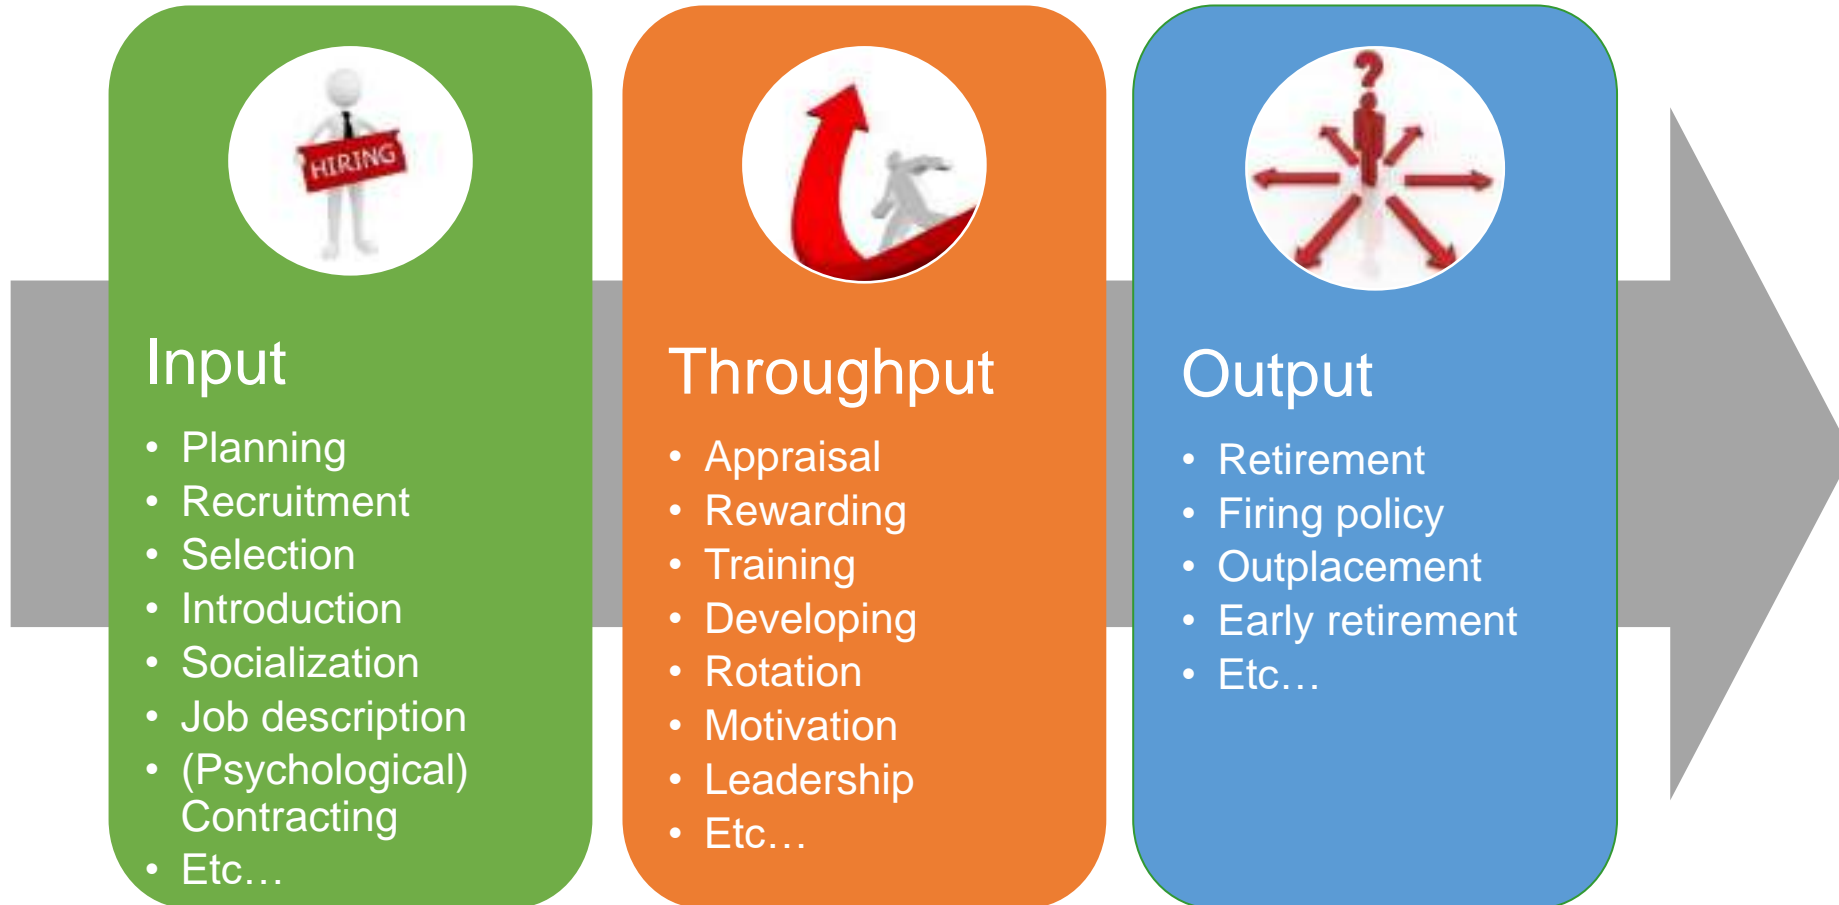 HIRING
Input
• Planning
• Recruitment
• Selection
• Introduction
• Socialization
• Job description
• (Psychological)
Contracting
• Etc…
Throughput
• Appraisal
• Rewarding
• Training
• Developing
• Rotation
• Motivation
• Leadership
• Etc…
?
Output
• Retirement
• Firing policy
• Outplacement
• Early retirement
• Etc…